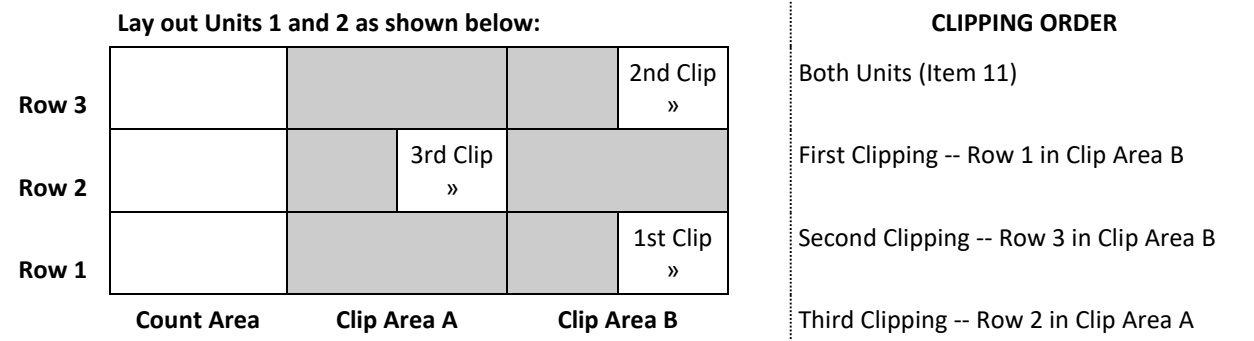 Lay out Units 1 and 2 as shown below:
CLIPPING ORDER
2nd Clip
»
Row 3
Both Units (Item 11)
3rd Clip
»
Row 2
First Clipping -- Row 1 in Clip Area B
1st Clip
»
Row 1
Second Clipping -- Row 3 in Clip Area B
Count Area
Clip Area A
Clip Area B
Third Clipping -- Row 2 in Clip Area A